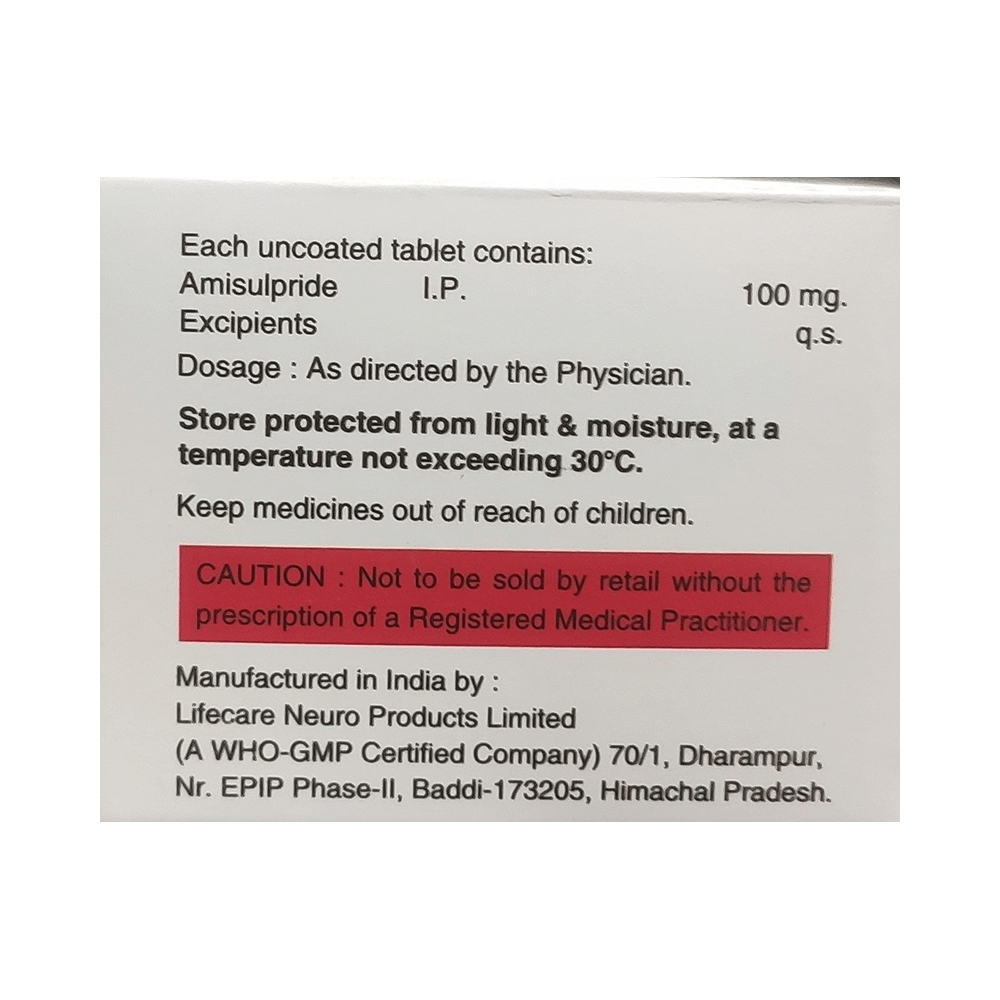 Each uncoated tablet contains:
Amisulpride I.P. 100 mg.
Excipients q.s.
Dosage : As directed by the Physician.
Store protected from light & moisture, at a
temperature not exceeding 30°C.
Keep medicines out of reach of children.
CAUTION : Not to be sold by retail without the
prescription of a Registered Medical Practitioner.
Manufactured in India by :
Lifecare Neuro Products Limited
(A WHO-GMP Certified Company) 70/1, Dharampur,
Nr. EPIP Phase-II, Baddi-173205, Himachal Pradesh.